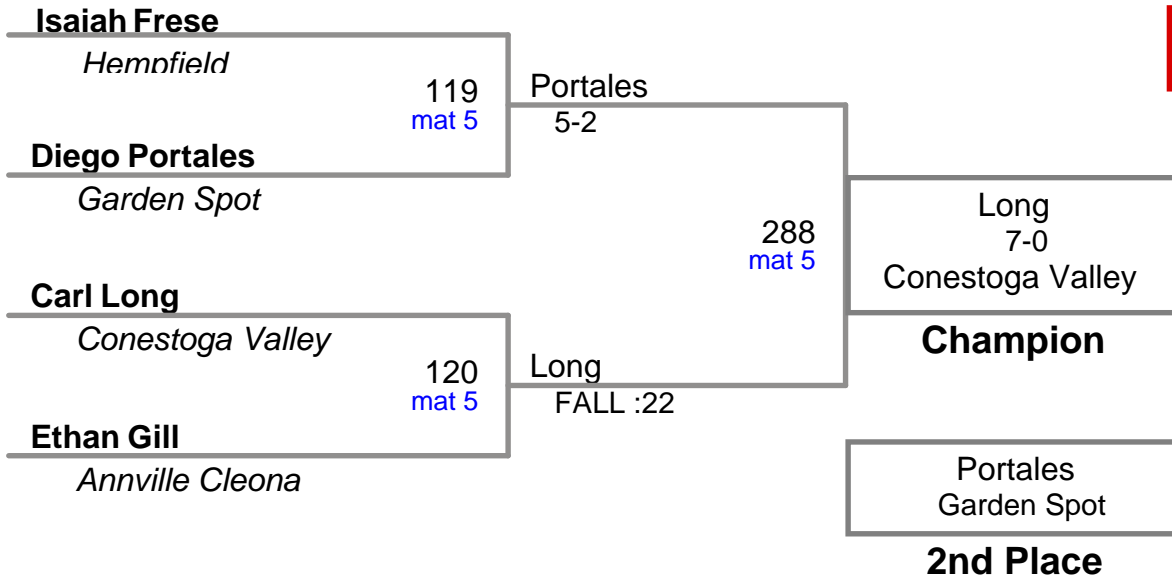 Isaiah Frese
Hempfield
119
mat 5
Portales
5-2
Diego Portales
Garden Spot
288
mat 5
Long
7-0
Conestoga Valley
Champion
Carl Long
Conestoga Valley
120
mat 5
Long
FALL :22
Ethan Gill
Annville Cleona
Portales
Garden Spot
2nd Place